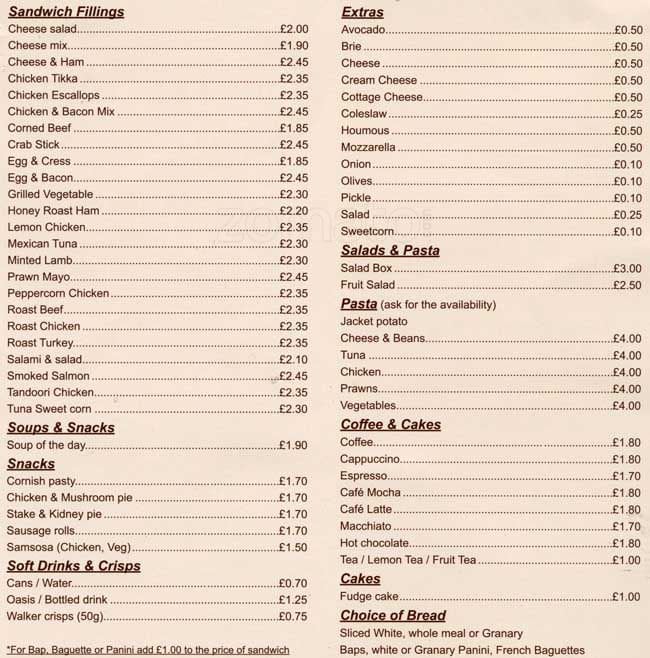 Sandwich Fillings
Cheese salad....................£2.00
Cheese mix....................£1.90
Cheese & Ham....................£2.45
Chicken Tikka....................£2.35
Chicken Escallops....................£2.35
Chicken & Bacon Mix....................£2.45
Corned Beef....................£1.85
Crab Stick....................£2.45
Egg & Cress....................£1.85
Egg & Bacon....................£2.45
Grilled Vegetable....................£2.30
Honey Roast Ham....................£2.20
Lemon Chicken....................£2.35
Mexican Tuna....................£2.30
Minted Lamb....................£2.30
Prawn Mayo....................£2.45
Peppercorn Chicken....................£2.35
Roast Beef....................£2.35
Roast Chicken....................£2.35
Roast Turkey....................£2.35
Salami & salad....................£2.10
Smoked Salmon....................£2.45
Tandoori Chicken....................£2.35
Tuna Sweet corn....................£2.30
Soups & Snacks
Soup of the day....................£1.90
Snacks
Cornish pasty....................£1.70
Chicken & Mushroom pie....................£1.70
Stake & Kidney pie....................£1.70
Sausage rolls....................£1.70
Samsosa (Chicken, Veg)....................£1.50
Soft Drinks & Crisps
Cans / Water....................£0.70
Oasis / Bottled drink....................£1.25
Walker crisps (50g)....................£0.75
*For Bap, Baguette or Panini add £1.00 to the price of sandwich
Extras
Avocado....................£0.50
Brie....................£0.50
Cheese....................£0.50
Cream Cheese....................£0.50
Cottage Cheese....................£0.50
Coleslaw....................£0.25
Houmous....................£0.50
Mozzarella....................£0.50
Onion....................£0.10
Olives....................£0.10
Pickle....................£0.10
Salad....................£0.25
Sweetcorn....................£0.10
Salads & Pasta
Salad Box....................£3.00
Fruit Salad....................£2.50
Pasta (ask for the availability)
Jacket potato
Cheese & Beans....................£4.00
Tuna....................£4.00
Chicken....................£4.00
Prawns....................£4.00
Vegetables....................£4.00
Coffee & Cakes
Coffee....................£1.80
Cappuccino....................£1.80
Espresso....................£1.70
Café Mocha....................£1.80
Café Latte....................£1.80
Macchiato....................£1.70
Hot chocolate....................£1.80
Tea / Lemon Tea / Fruit Tea....................£1.00
Cakes
Fudge cake....................£1.00
Choice of Bread
Sliced White, whole meal or Granary
Baps, white or Granary Panini, French Baguettes
zomato